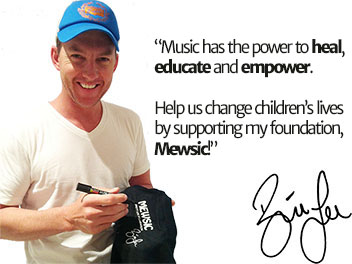 “Music has the power to heal,
educate and empower.
Help us change children’s lives
by supporting my foundation,
Mewsic!”
MEWSIC